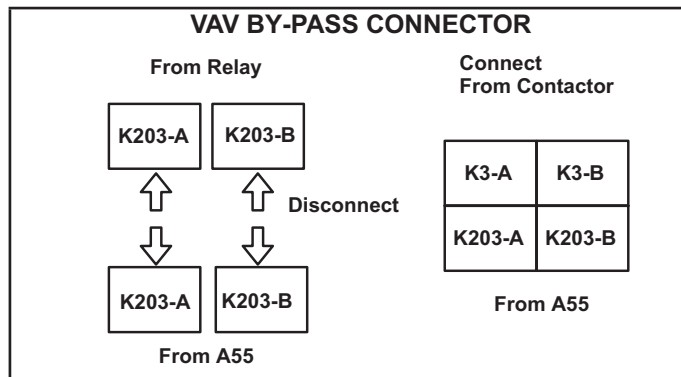 VAV BY-PASS CONNECTOR
From Relay
K203-A K203-B
Disconnect
K203-A K203-B
From A55
Connect
From Contactor
K3-A K3-B
K203-A K203-B
From A55